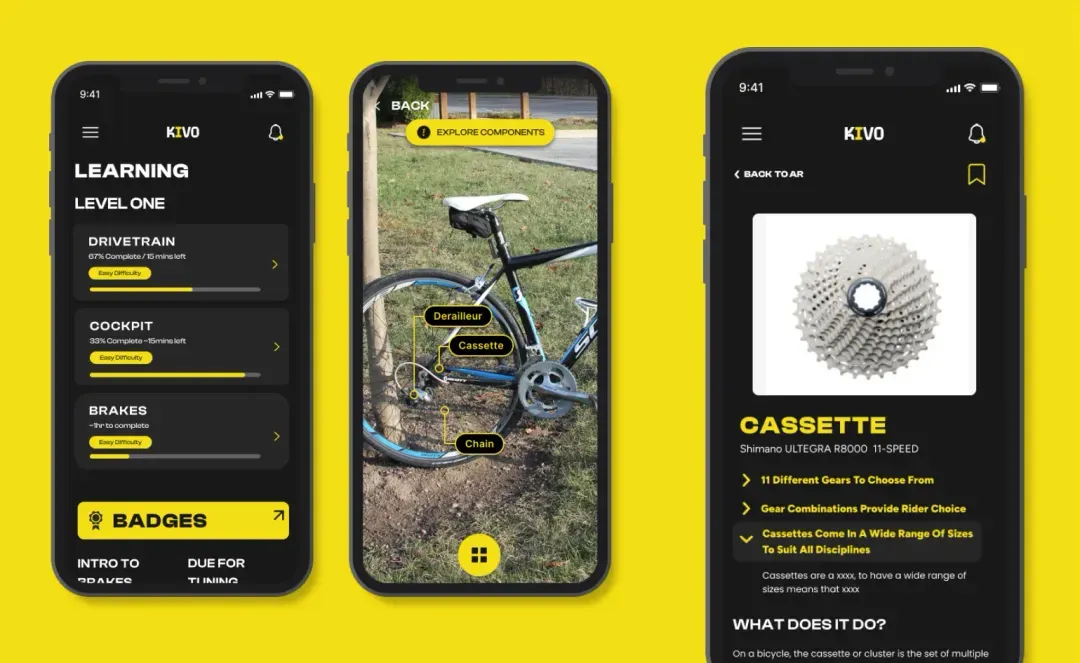 9:41
KIVO
LEARNING
LEVEL ONE
DRIVETRAIN
67% Complete / 15 mins left
Easy Difficulty
COCKPIT
33% Complete ~15mins left
Easy Difficulty
BRAKES
~1hr to complete
Easy Difficulty
BADGES
INTRO TO
BRAKES
DUE FOR
TUNING
BACK
EXPLORE COMPONENTS
Derailleur
Cassette
Chain
9:41
KIVO
BACK TO AR
CASSETTE
Shimano ULTEGRA R8000 11-SPEED
11 Different Gears To Choose From
Gear Combinations Provide Rider Choice
Cassettes Come In A Wide Range Of Sizes
To Suit All Disciplines
Cassettes are a xxxx, to have a wide range of
sizes means that xxxx
WHAT DOES IT DO?
On a bicycle, the cassette or cluster is the set of multiple